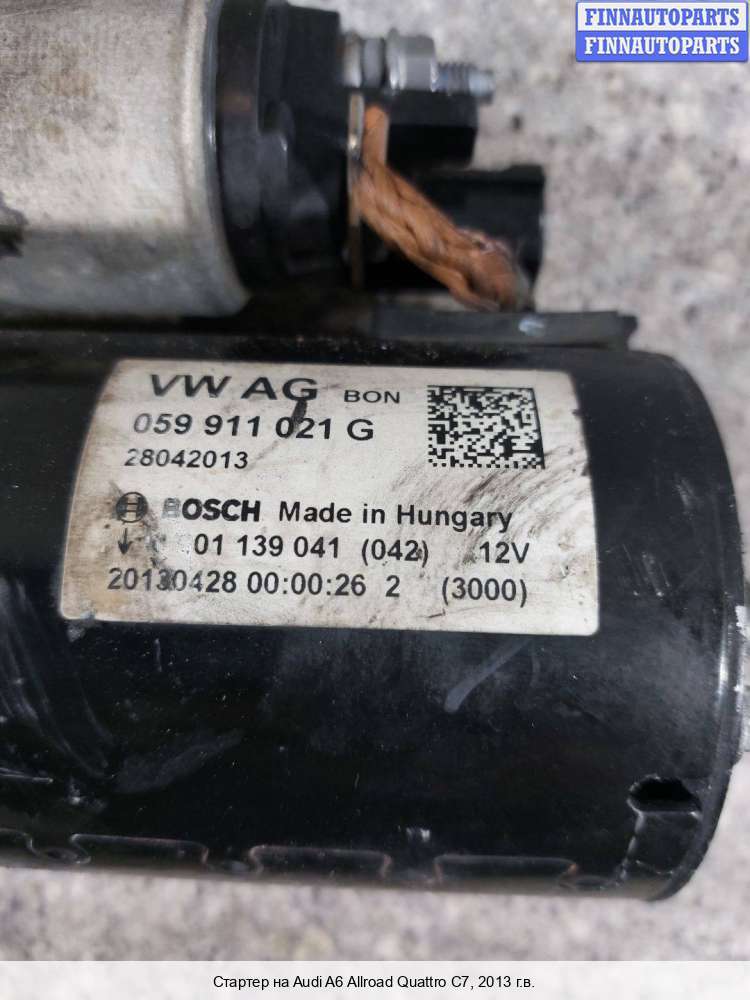 FINNAUTOPARTS
FINNAUTOPARTS
VW AG BON
059 911 021 G
28042013
BOSCH Made in Hungary
01 139 041 (042) 12V
20130428 00:00:26 2 (3000)
Стартер на Audi A6 Allroad Quattro C7, 2013 г.в.